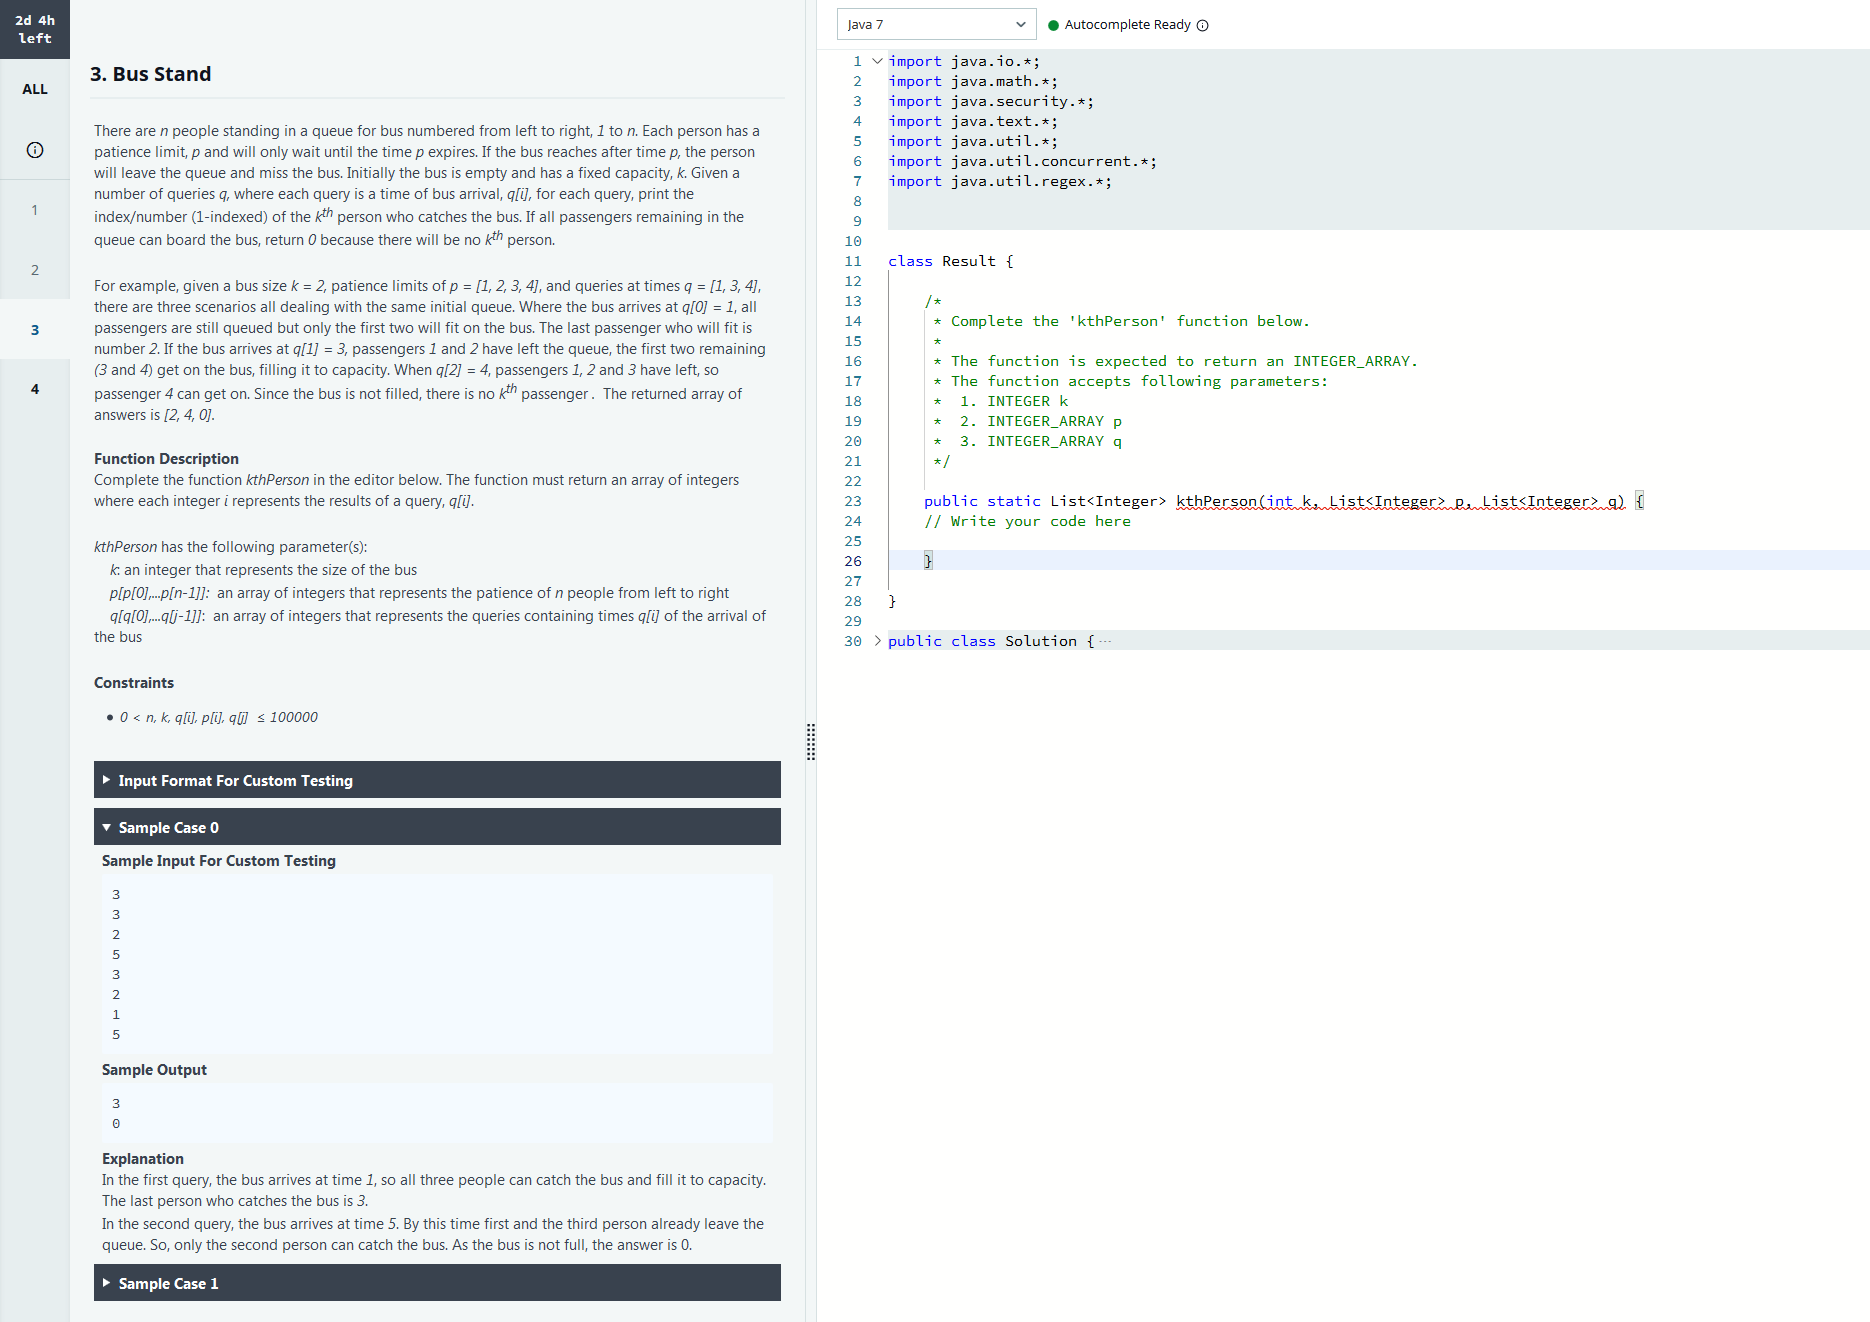 2d 4h
left
ALL
1
2
3
4
3. Bus Stand
There are n people standing in a queue for bus numbered from left to right, 1 to n. Each person has a
patience limit, p and will only wait until the time p expires. If the bus reaches after time p, the person
will leave the queue and miss the bus. Initially the bus is empty and has a fixed capacity, k. Given a
number of queries q, where each query is a time of bus arrival, q[i], for each query, print the
index/number (1-indexed) of the kth person who catches the bus. If all passengers remaining in the
queue can board the bus, return 0 because there will be no kth person.
For example, given a bus size k = 2, patience limits of p = [1, 2, 3, 4], and queries at times q = [1, 3, 4],
there are three scenarios all dealing with the same initial queue. Where the bus arrives at q[0] = 1, all
passengers are still queued but only the first two will fit on the bus. The last passenger who will fit is
number 2. If the bus arrives at q[1] = 3, passengers 1 and 2 have left the queue, the first two remaining
(3 and 4) get on the bus, filling it to capacity. When q[2] = 4, passengers 1, 2 and 3 have left, so
passenger 4 can get on. Since the bus is not filled, there is no kth passenger. The returned array of
answers is [2, 4, 0].
Function Description
Complete the function kthPerson in the editor below. The function must return an array of integers
where each integer i represents the results of a query, q[i].
kthPerson has the following parameter(s):
k: an integer that represents the size of the bus
p[p[0],...p[n-1]]: an array of integers that represents the patience of n people from left to right
q[q[0],...q[j-1]]: an array of integers that represents the queries containing times q[i] of the arrival of
the bus
Constraints
• 0 < n, k, q[i], p[i], q[j] ≤ 100000
Input Format For Custom Testing
Sample Case 0
Sample Input For Custom Testing
3
3
2
5
3
2
1
5
Sample Output
3
0
Explanation
In the first query, the bus arrives at time 1, so all three people can catch the bus and fill it to capacity.
The last person who catches the bus is 3.
In the second query, the bus arrives at time 5. By this time first and the third person already leave the
queue. So, only the second person can catch the bus. As the bus is not full, the answer is 0.
Sample Case 1
Java 7
Autocomplete Ready
1 import java.io.*;
2 import java.math.*;
3 import java.security.*;
4 import java.text.*;
5 import java.util.*;
6 import java.util.concurrent.*;
7 import java.util.regex.*;
8
9
10
11 class Result {
12
13 /*
14 * Complete the 'kthPerson' function below.
15 *
16 * The function is expected to return an INTEGER_ARRAY.
17 * The function accepts following parameters:
18 * 1. INTEGER k
19 * 2. INTEGER_ARRAY p
20 * 3. INTEGER_ARRAY q
21 */
22
23 public static List<Integer> kthPerson(int k, List<Integer> p, List<Integer> q) {
24 // Write your code here
25
26 }
27
28 }
29
30 public class Solution { ···